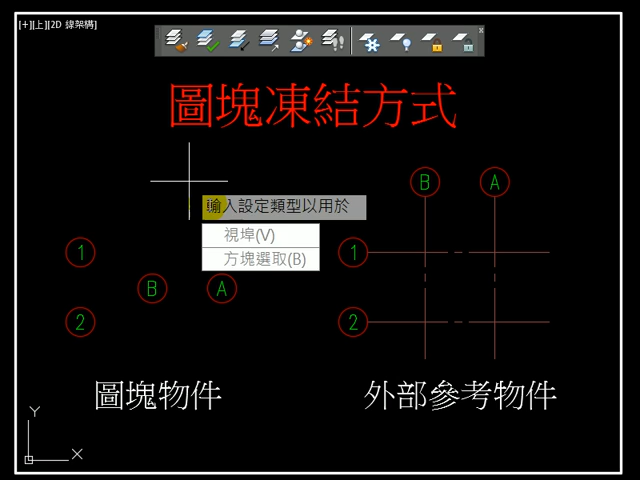 [+][上][2D 線架構]
圖塊凍結方式
B A
輸入設定類型以用於
視埠(V)
方塊選取(B)
1 1
B A
2 2
圖塊物件 外部參考物件
Y
X